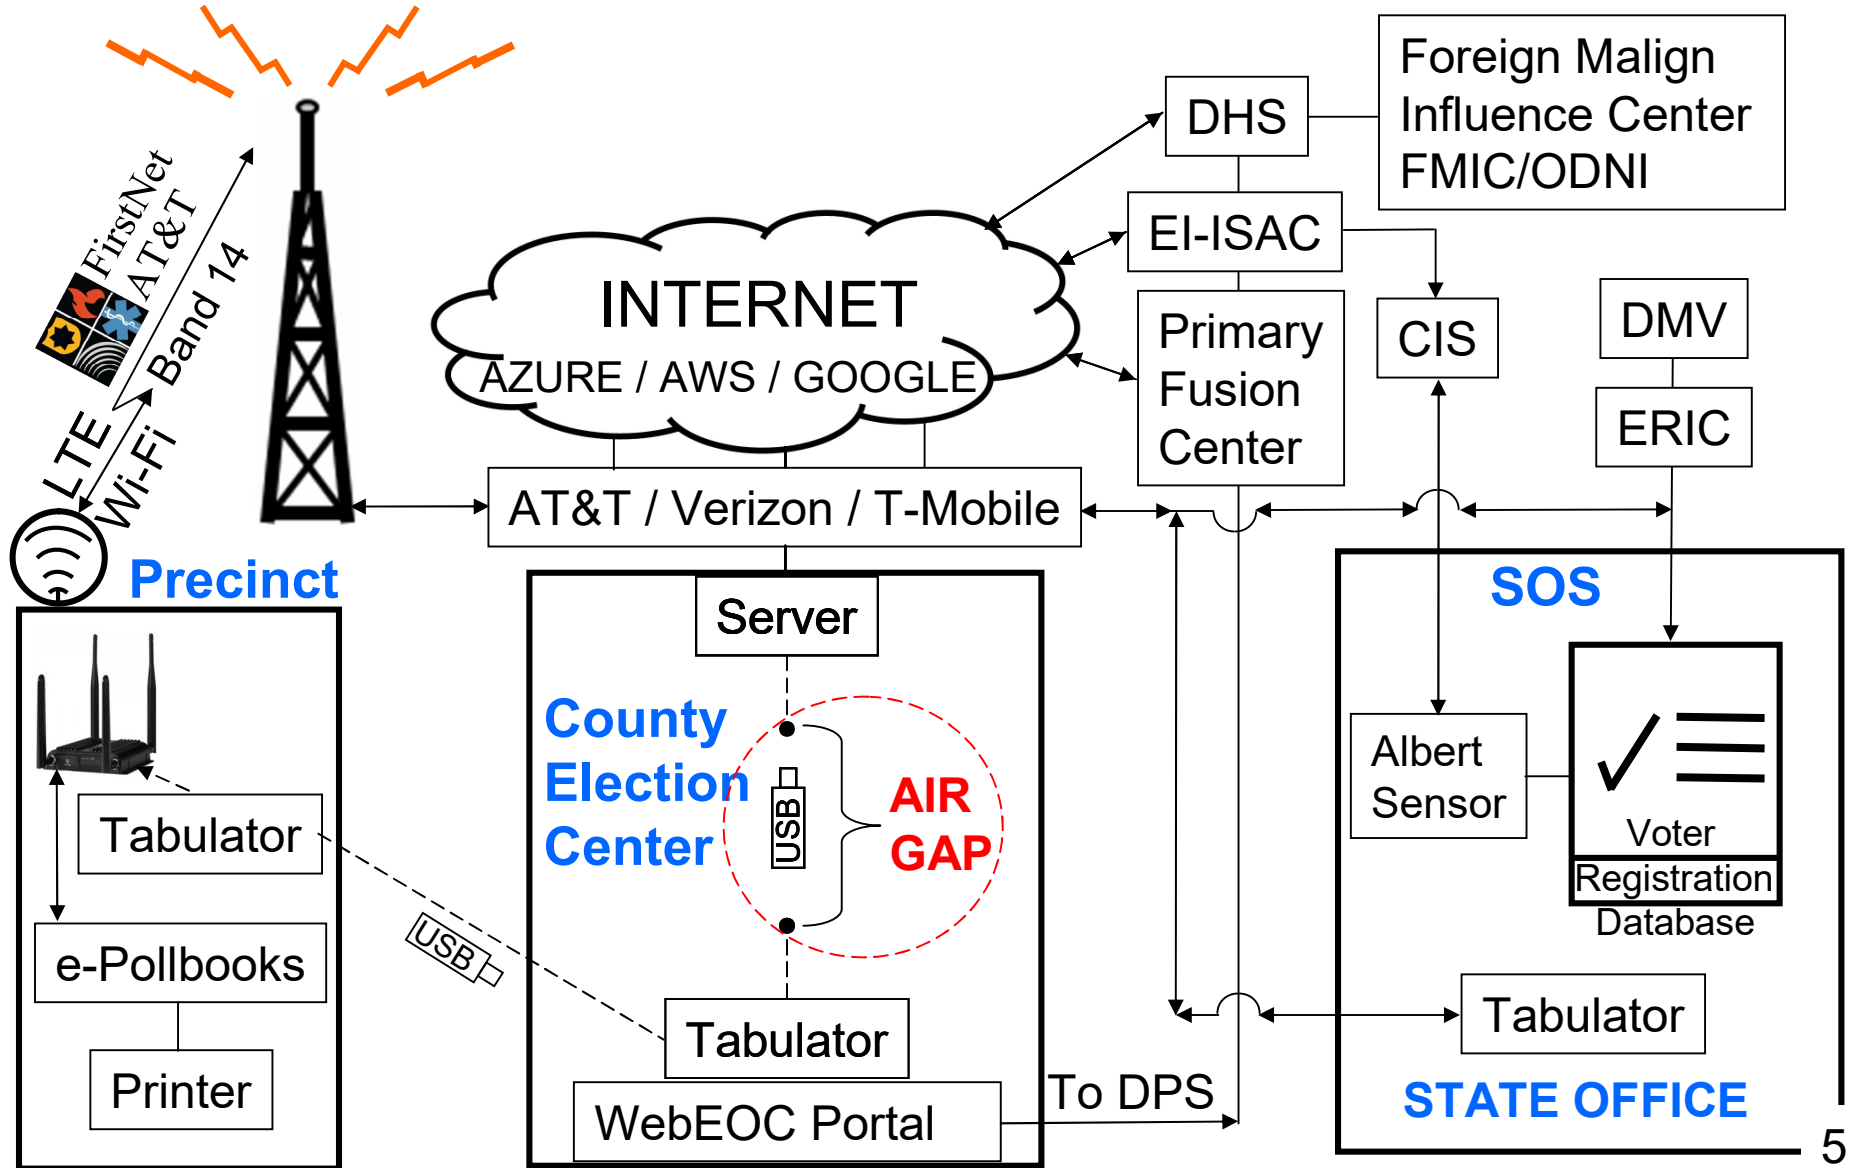 Foreign Malign
Influence Center
FMIC/ODNI
DHS
FirstNet
AT&T
Band 14
LTE
Wi-Fi
INTERNET
AZURE / AWS / GOOGLE
EI-ISAC
Primary
Fusion
Center
CIS
DMV
ERIC
AT&T / Verizon / T-Mobile
Precinct
Tabulator
e-Pollbooks
Printer
USB
Server
County
Election
Center
USB
AIR
GAP
Tabulator
WebEOC Portal
To DPS
SOS
Albert
Sensor
Voter
Registration
Database
Tabulator
STATE OFFICE
5